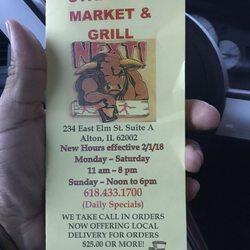 MARKET &
GRILL
NEXT!
234 East Elm St. Suite A
Alton, IL 62002
New Hours effective 2/1/18
Monday – Saturday
11 am – 8 pm
Sunday – Noon to 6pm
618.433.1700
(Daily Specials)
WE TAKE CALL IN ORDERS
NOW OFFERING LOCAL
DELIVERY FOR ORDERS
$25.00 OR MORE!